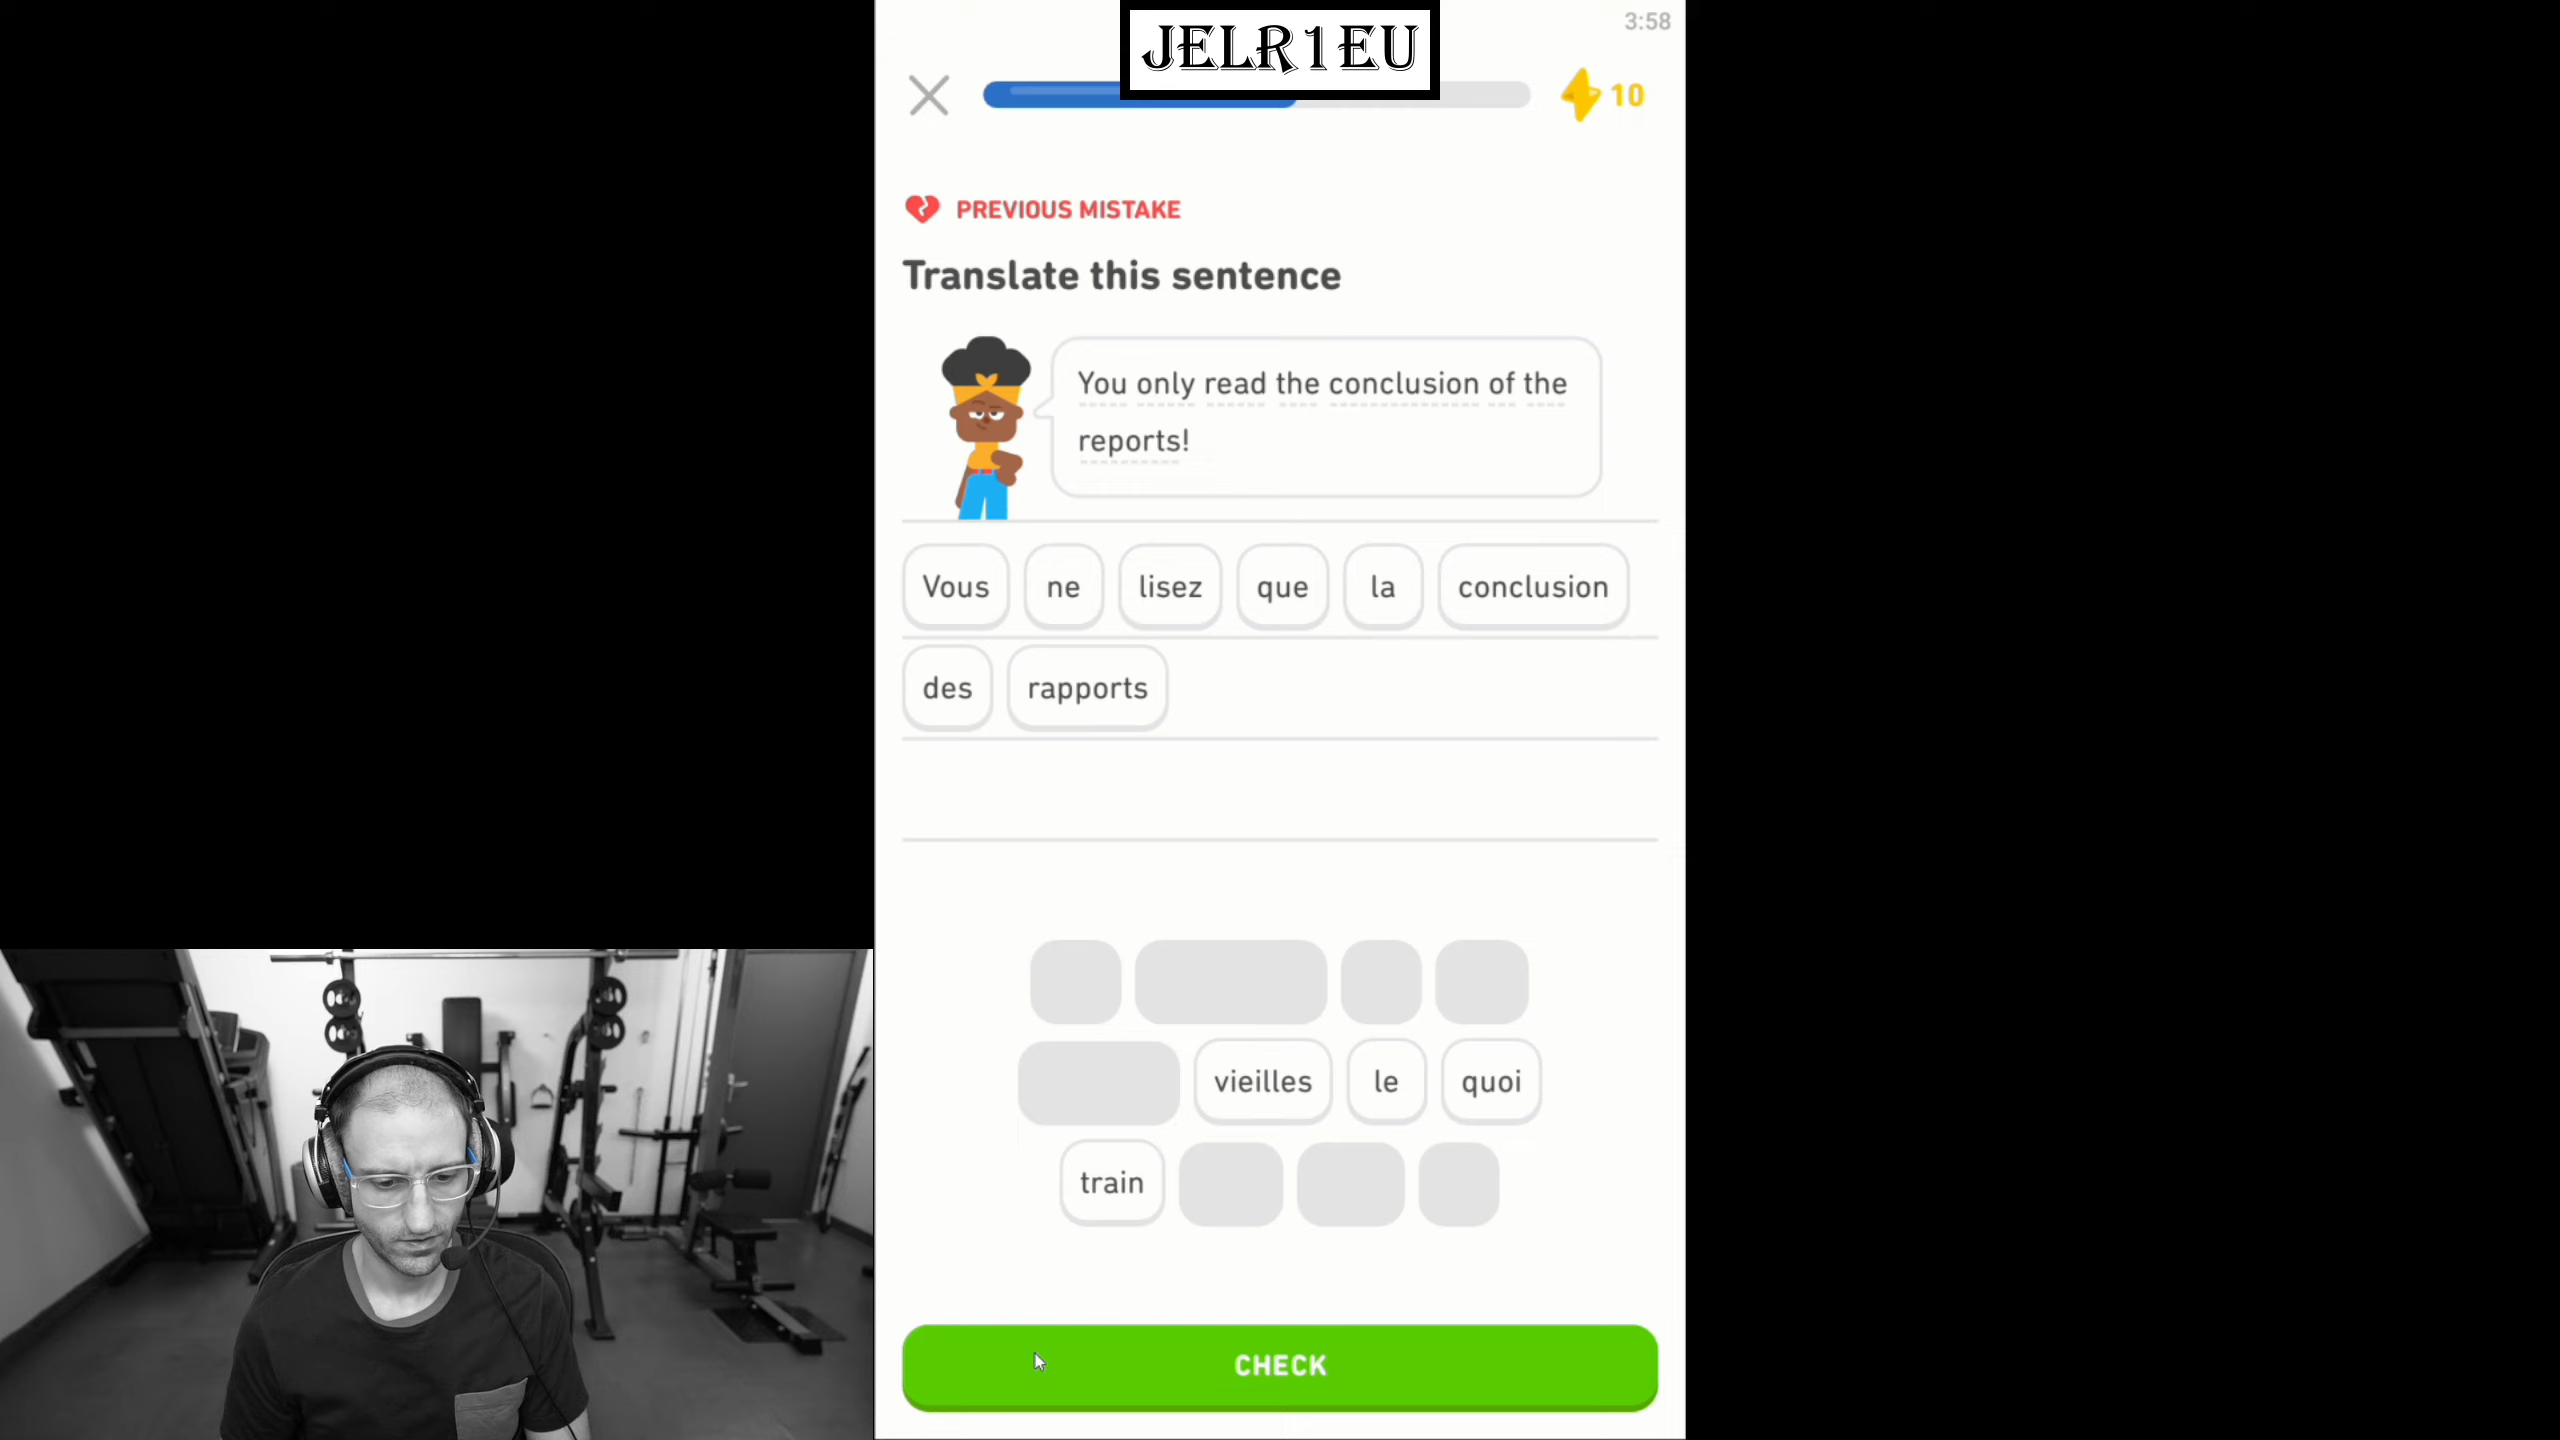 JELR1EU
3:58
10
PREVIOUS MISTAKE
Translate this sentence
You only read the conclusion of the
reports!
Vous ne lisez que la conclusion
des rapports
vieilles le quoi
train
CHECK